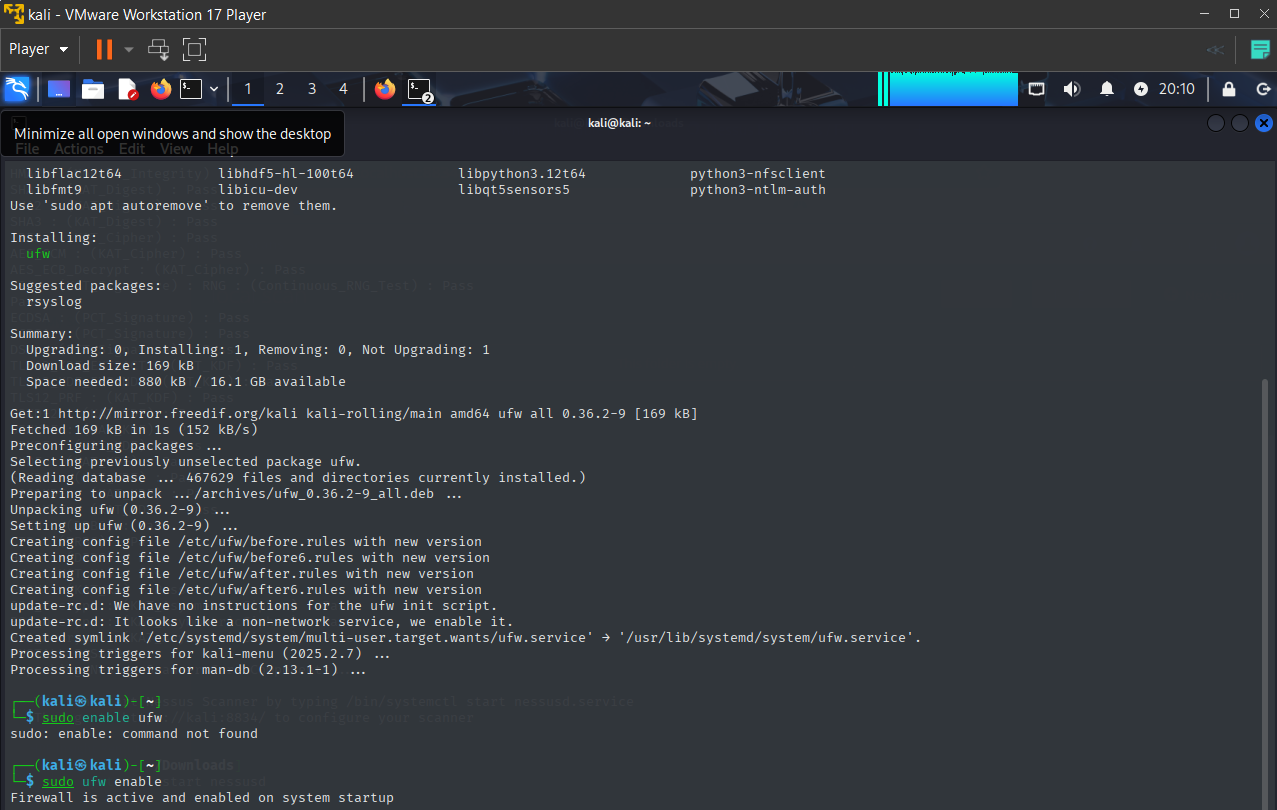 kali - VMware Workstation 17 Player
Player
1 2 3 4 2 20:10
kali@kali: ~
Minimize all open windows and show the desktop
File Actions Edit View Help
libflac12t64 libhdf5-hl-100t64 libpython3.12t64 python3-nfsclient
libfmt9 libicu-dev libqt5sensors5 python3-ntlm-auth
Use 'sudo apt autoremove' to remove them.
Installing:
ufw
Suggested packages:
rsyslog
Summary:
Upgrading: 0, Installing: 1, Removing: 0, Not Upgrading: 1
Download size: 169 kB
Space needed: 880 kB / 16.1 GB available
Get:1 http://mirror.freedif.org/kali kali-rolling/main amd64 ufw all 0.36.2-9 [169 kB]
Fetched 169 kB in 1s (152 kB/s)
Preconfiguring packages ...
Selecting previously unselected package ufw.
(Reading database ... 467629 files and directories currently installed.)
Preparing to unpack .../archives/ufw_0.36.2-9_all.deb ...
Unpacking ufw (0.36.2-9) ...
Setting up ufw (0.36.2-9) ...
Creating config file /etc/ufw/before.rules with new version
Creating config file /etc/ufw/before6.rules with new version
Creating config file /etc/ufw/after.rules with new version
Creating config file /etc/ufw/after6.rules with new version
update-rc.d: We have no instructions for the ufw init script.
update-rc.d: It looks like a non-network service, we enable it.
Created symlink '/etc/systemd/system/multi-user.target.wants/ufw.service' → '/usr/lib/systemd/system/ufw.service'.
Processing triggers for kali-menu (2025.2.7) ...
Processing triggers for man-db (2.13.1-1) ...
┌──(kali㉿kali)-[~]
└─$ sudo enable ufw
sudo: enable: command not found
┌──(kali㉿kali)-[~]
└─$ sudo ufw enable
Firewall is active and enabled on system startup